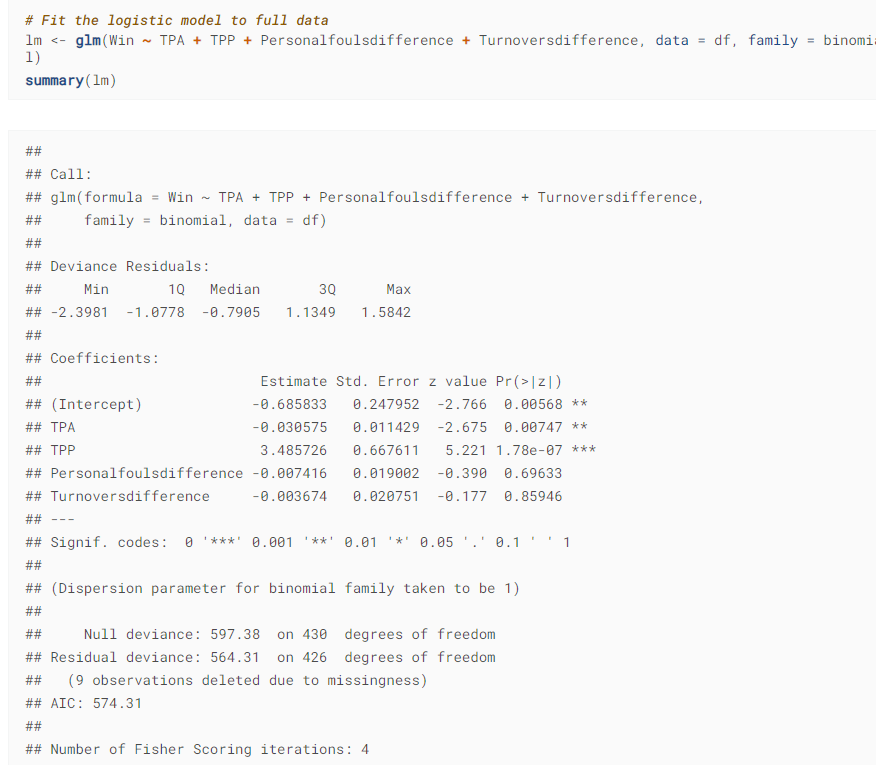 # Fit the logistic model to full data
lm <- glm(Win ~ TPA + TPP + Personalfoulsdifference + Turnoversdifference, data = df, family = binomia
l)
summary(lm)
##
## Call:
## glm(formula = Win ~ TPA + TPP + Personalfoulsdifference + Turnoversdifference,
##     family = binomial, data = df)
##
## Deviance Residuals:
##     Min       1Q   Median       3Q      Max
## -2.3981  -1.0778  -0.7905   1.1349   1.5842
##
## Coefficients:
##                          Estimate Std. Error z value Pr(>|z|)
## (Intercept)             -0.685833   0.247952  -2.766  0.00568 **
## TPA                     -0.030575   0.011429  -2.675  0.00747 **
## TPP                      3.485726   0.667611   5.221 1.78e-07 ***
## Personalfoulsdifference -0.007416   0.019002  -0.390  0.69633
## Turnoversdifference     -0.003674   0.020751  -0.177  0.85946
## ---
## Signif. codes:  0 '***' 0.001 '**' 0.01 '*' 0.05 '.' 0.1 ' ' 1
##
## (Dispersion parameter for binomial family taken to be 1)
##
##     Null deviance: 597.38  on 430  degrees of freedom
## Residual deviance: 564.31  on 426  degrees of freedom
##   (9 observations deleted due to missingness)
## AIC: 574.31
##
## Number of Fisher Scoring iterations: 4